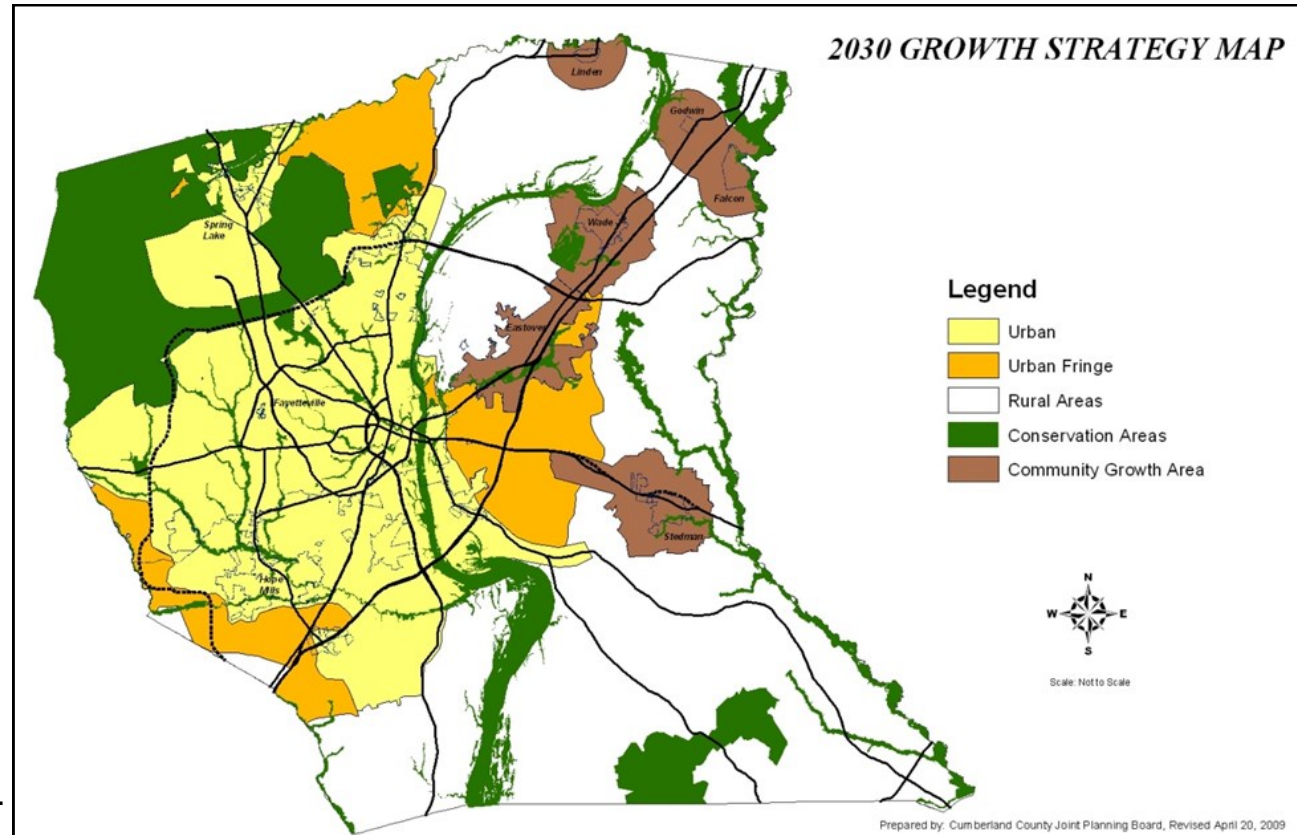 2030 GROWTH STRATEGY MAP
Linden
Godwin
Falcon
Spring
Lake
Wade
Eastover
Fayetteville
Stedman
Hope
Mills
Legend
Urban
Urban Fringe
Rural Areas
Conservation Areas
Community Growth Area
N
W
E
S
Scale: Not to Scale
Prepared by: Cumberland County Joint Planning Board, Revised April 20, 2009